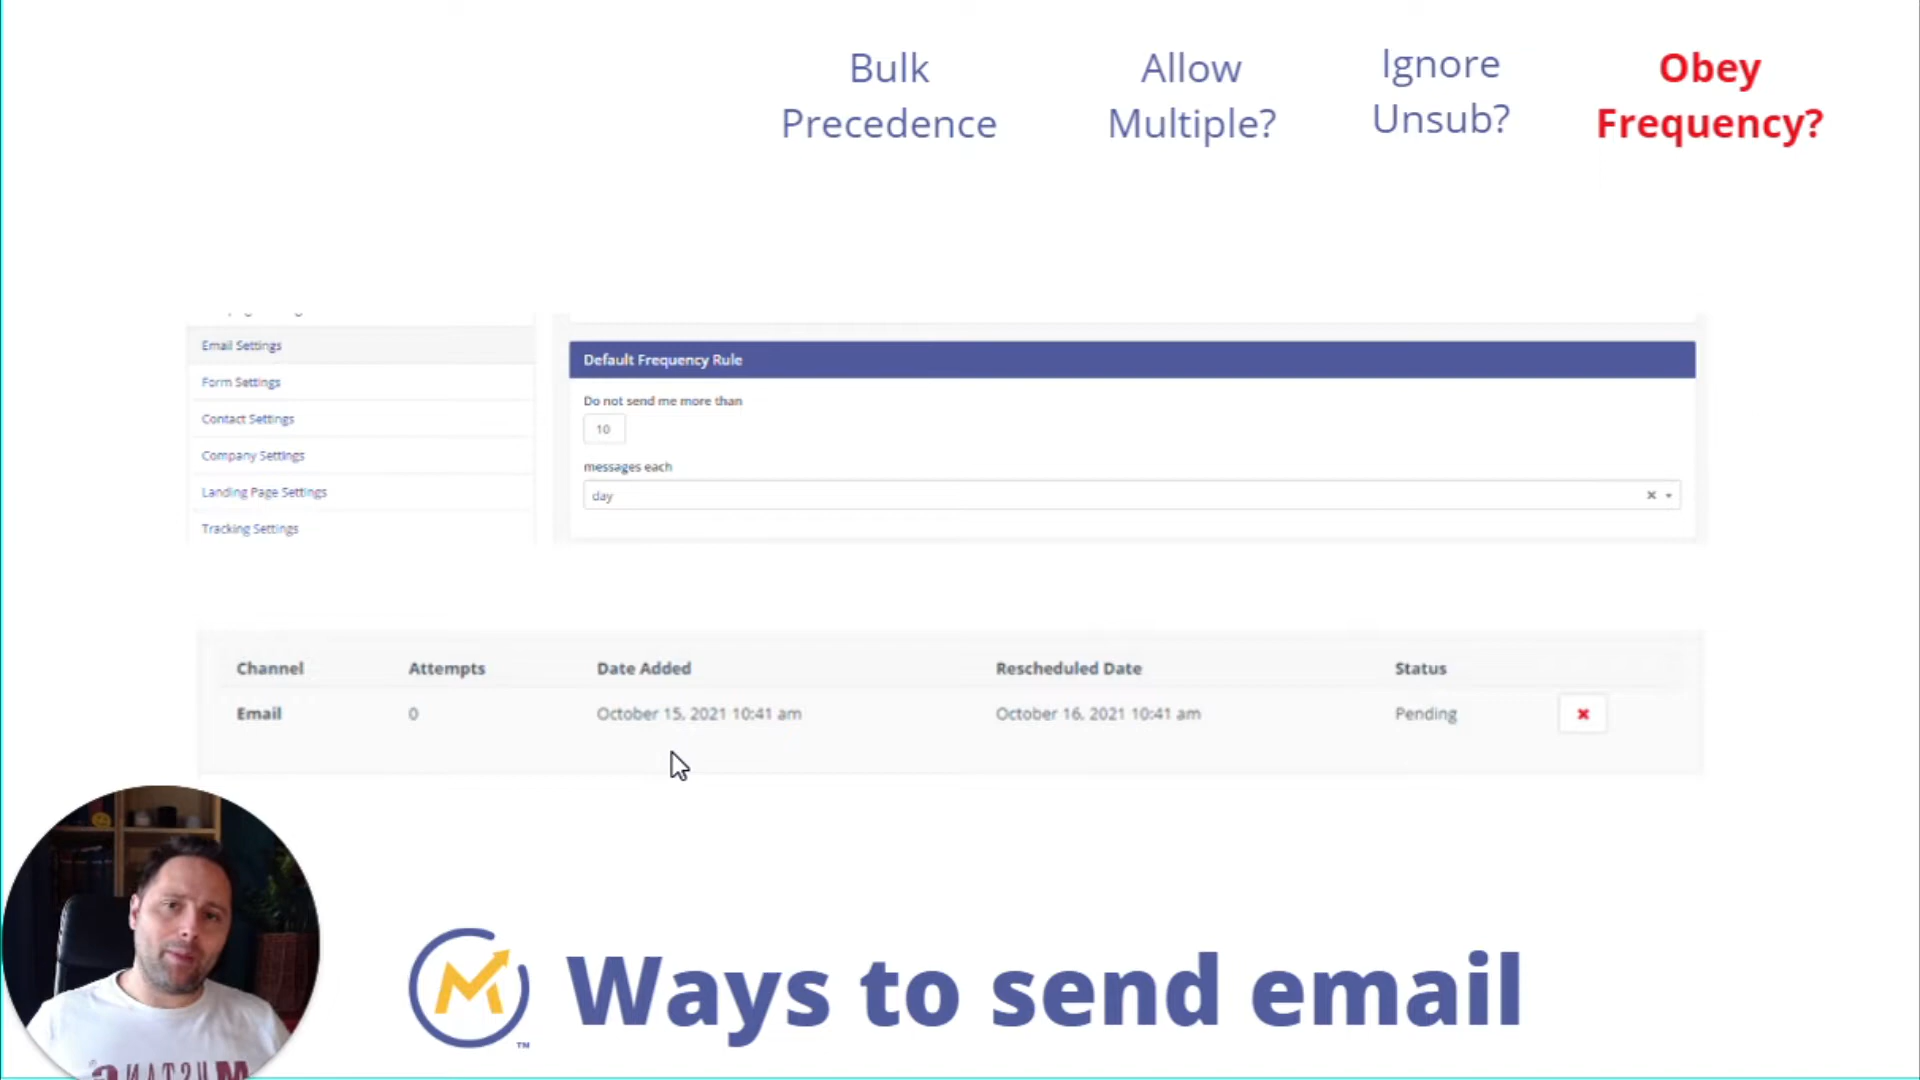 Bulk
Precedence
Allow
Multiple?
Ignore
Unsub?
Obey
Frequency?
Email Settings
Form Settings
Contact Settings
Company Settings
Landing Page Settings
Tracking Settings
Default Frequency Rule
Do not send me more than
10
messages each
day
Channel Attempts Date Added Rescheduled Date Status
Email 0 October 15, 2021 10:41 am October 16, 2021 10:41 am Pending
Ways to send email
TM